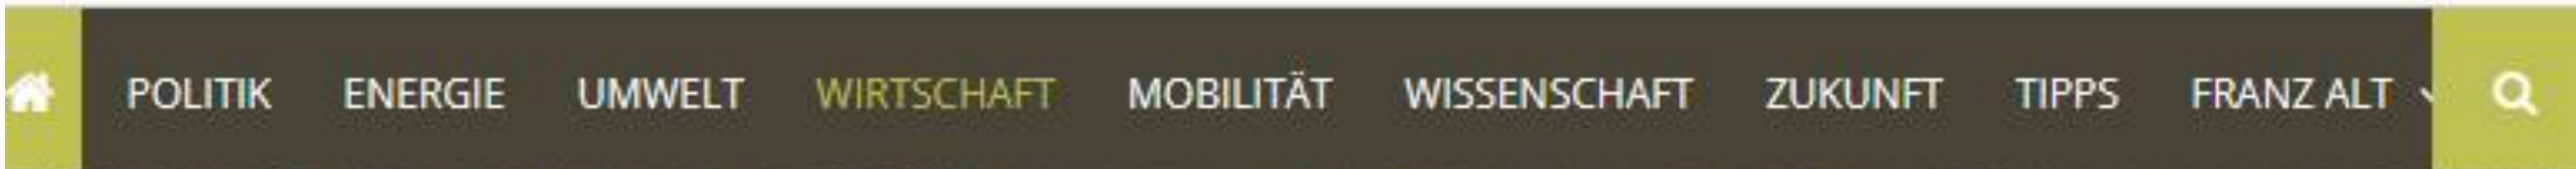 POLITIK ENERGIE UMWELT WIRTSCHAFT MOBILITÄT WISSENSCHAFT ZUKUNFT TIPPS FRANZ ALT